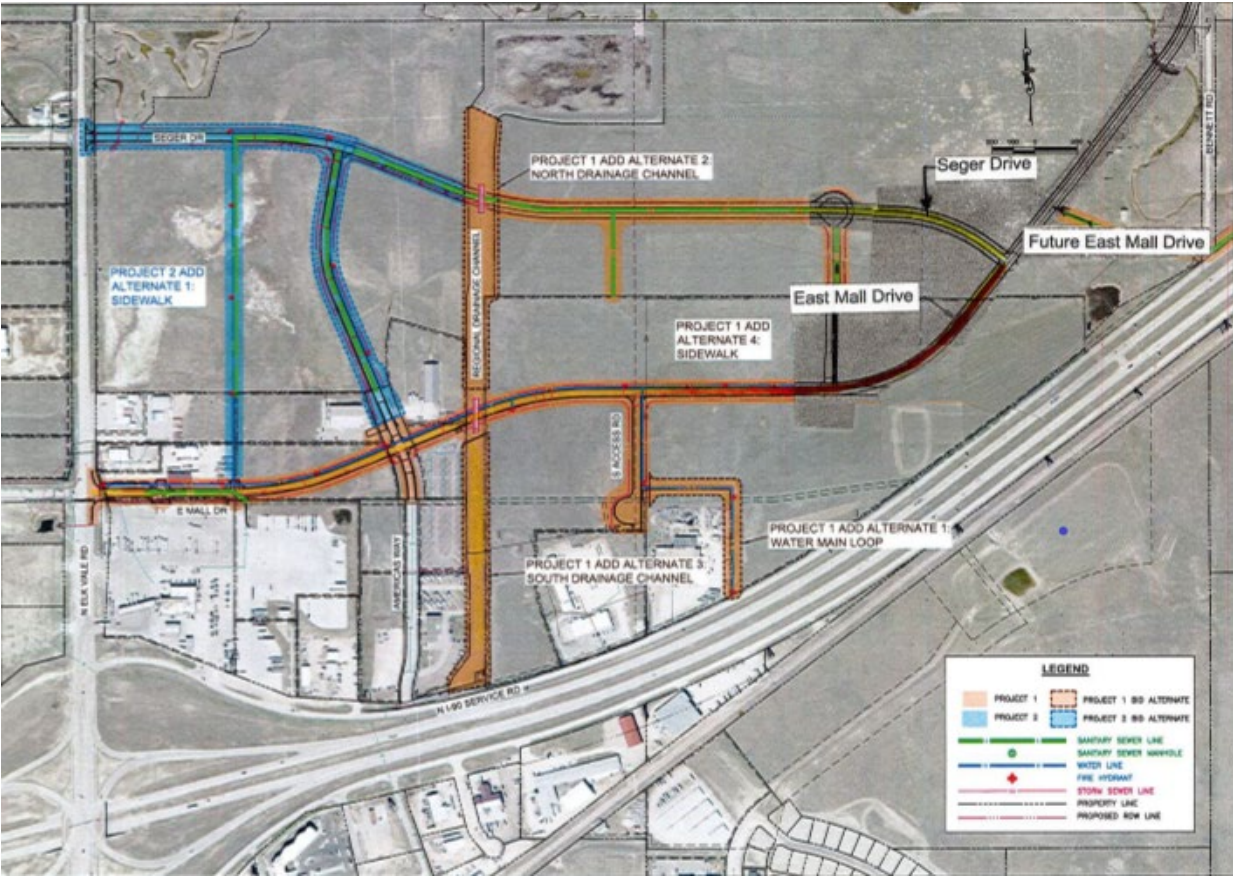 SEGER DR
PROJECT 1 ADD ALTERNATE 2:
NORTH DRAINAGE CHANNEL
Seger Drive
BENNETT RD
Future East Mall Drive
PROJECT 2 ADD
ALTERNATE 1:
SIDEWALK
REGIONAL DRAINAGE CHANNEL
East Mall Drive
PROJECT 1 ADD
ALTERNATE 4:
SIDEWALK
S ACCESS RD
E MALL DR
N ELK VALE RD
AMERICAS WAY
PROJECT 1 ADD ALTERNATE 1:
WATER MAIN LOOP
PROJECT 1 ADD ALTERNATE 3:
SOUTH DRAINAGE CHANNEL
N I-90 SERVICE RD
LEGEND
PROJECT 1
PROJECT 1 BID ALTERNATE
PROJECT 2
PROJECT 2 BID ALTERNATE
SANITARY SEWER LINE
SANITARY SEWER MANHOLE
WATER LINE
FIRE HYDRANT
STORM SEWER LINE
PROPERTY LINE
PROPOSED ROW LINE